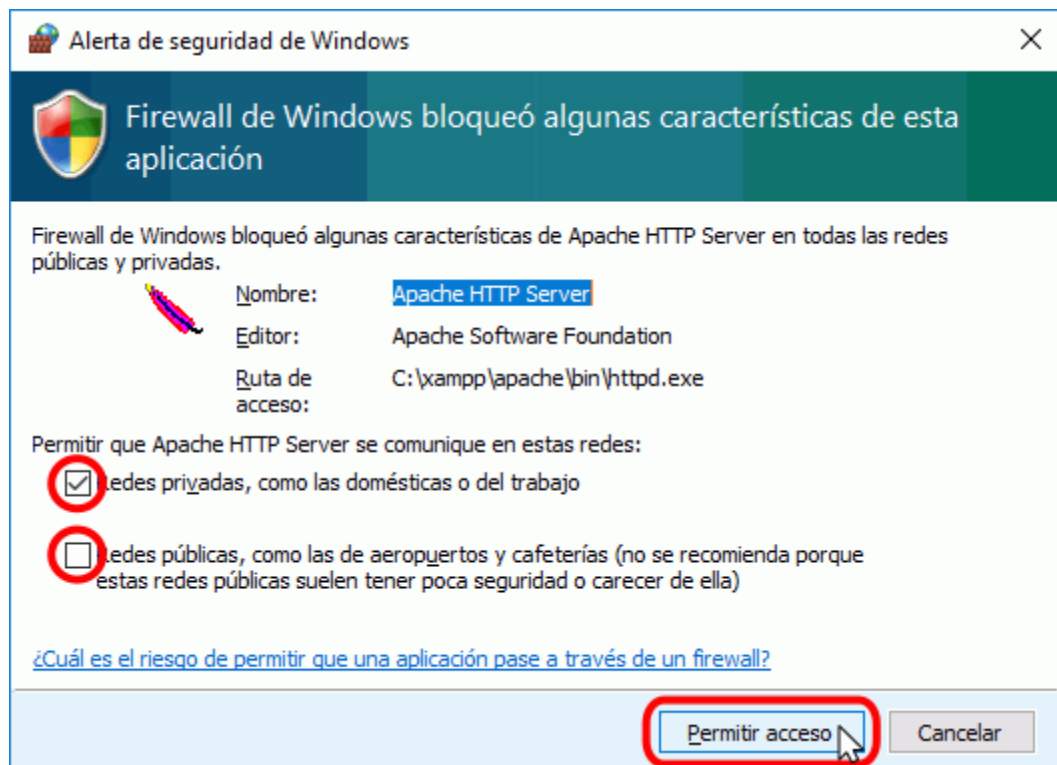 Alerta de seguridad de Windows
Firewall de Windows bloqueó algunas características de esta
aplicación
Firewall de Windows bloqueó algunas características de Apache HTTP Server en todas las redes
públicas y privadas.
Nombre: Apache HTTP Server
Editor: Apache Software Foundation
Ruta de C:\xampp\apache\bin\httpd.exe
acceso:
Permitir que Apache HTTP Server se comunique en estas redes:
Redes privadas, como las domésticas o del trabajo
Redes públicas, como las de aeropuertos y cafeterías (no se recomienda porque
estas redes públicas suelen tener poca seguridad o carecer de ella)
¿Cuál es el riesgo de permitir que una aplicación pase a través de un firewall?
Permitir acceso Cancelar